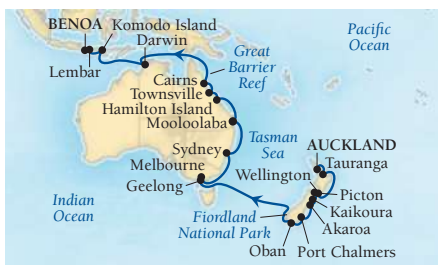 BENOA
Komodo Island
Darwin
Lembar
Great
Barrier
Reef
Pacific
Ocean
Cairns
Townsville
Hamilton Island
Mooloolaba
Sydney
Melbourne
Geelong
Tasman
Sea
AUCKLAND
Tauranga
Wellington
Picton
Kaikoura
Akaroa
Indian
Ocean
Fiordland
National Park
Oban
Port Chalmers